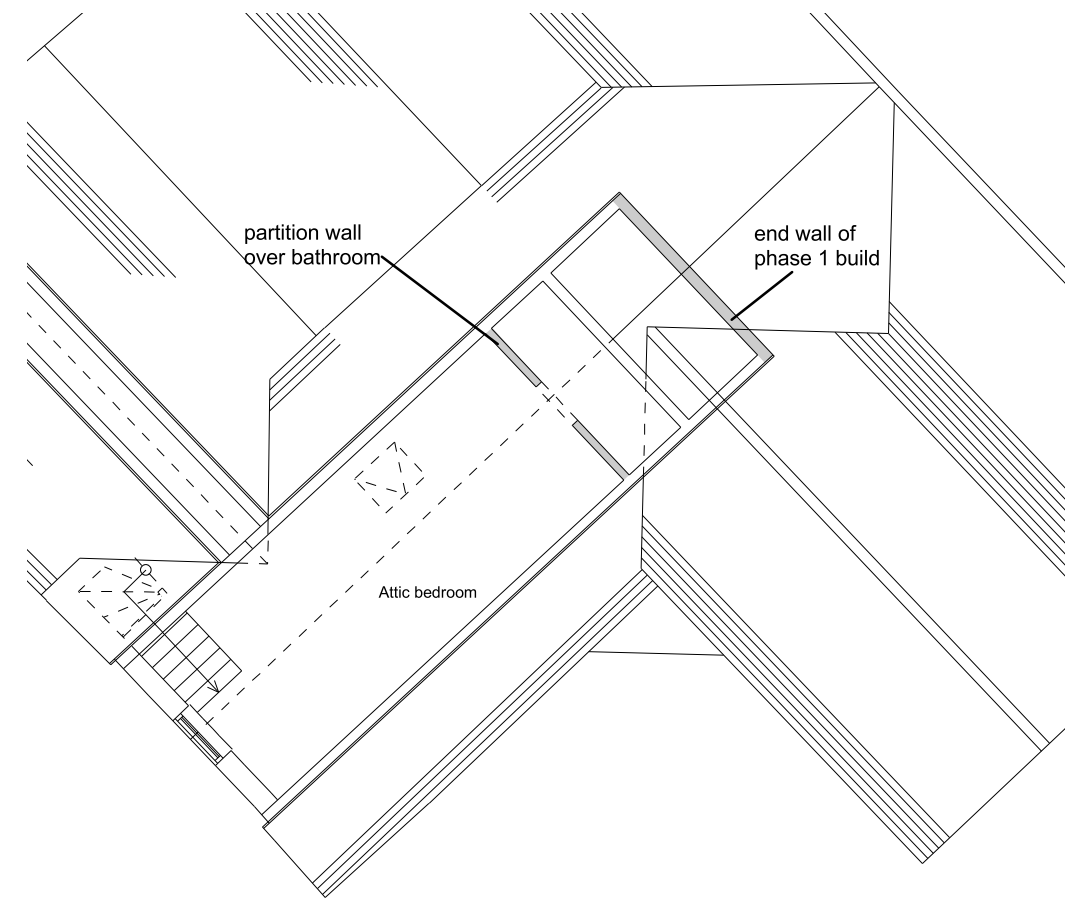 partition wall
over bathroom
end wall of
phase 1 build
Attic bedroom